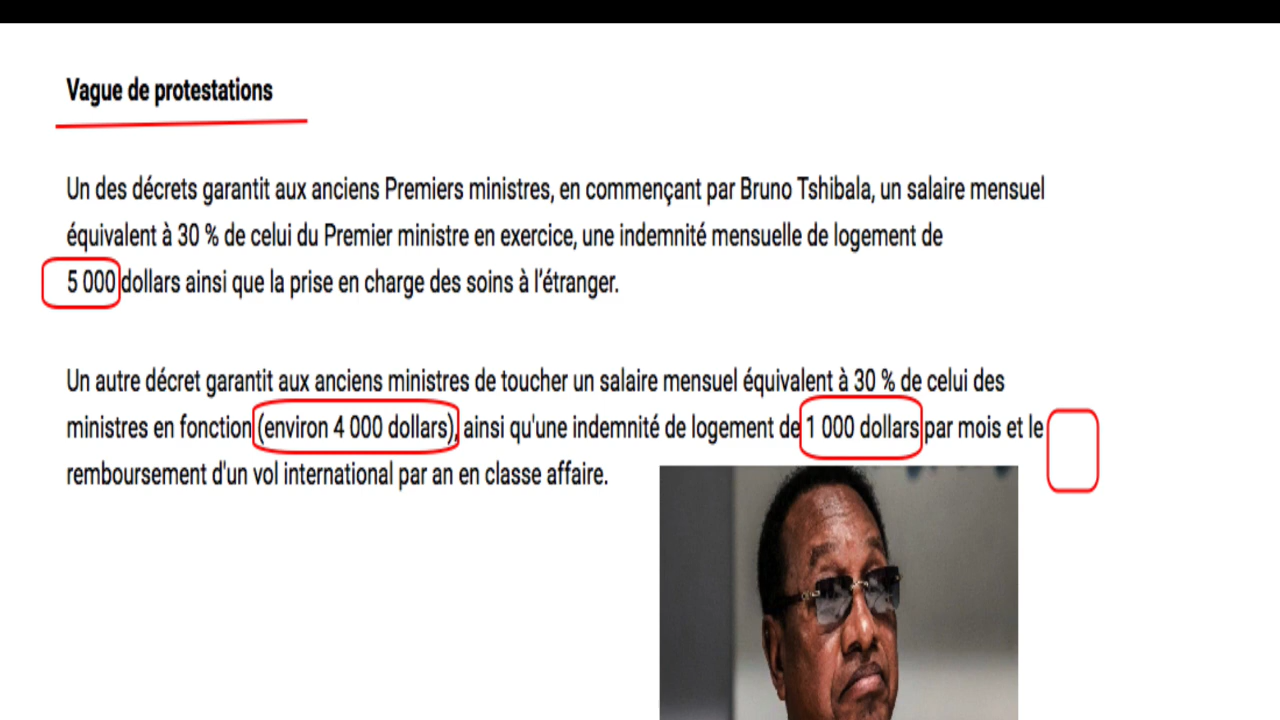 Vague de protestations
Un des décrets garantit aux anciens Premiers ministres, en commençant par Bruno Tshibala, un salaire mensuel
équivalent à 30 % de celui du Premier ministre en exercice, une indemnité mensuelle de logement de
5 000 dollars ainsi que la prise en charge des soins à l’étranger.
Un autre décret garantit aux anciens ministres de toucher un salaire mensuel équivalent à 30 % de celui des
ministres en fonction (environ 4 000 dollars), ainsi qu'une indemnité de logement de 1 000 dollars par mois et le
remboursement d'un vol international par an en classe affaire.